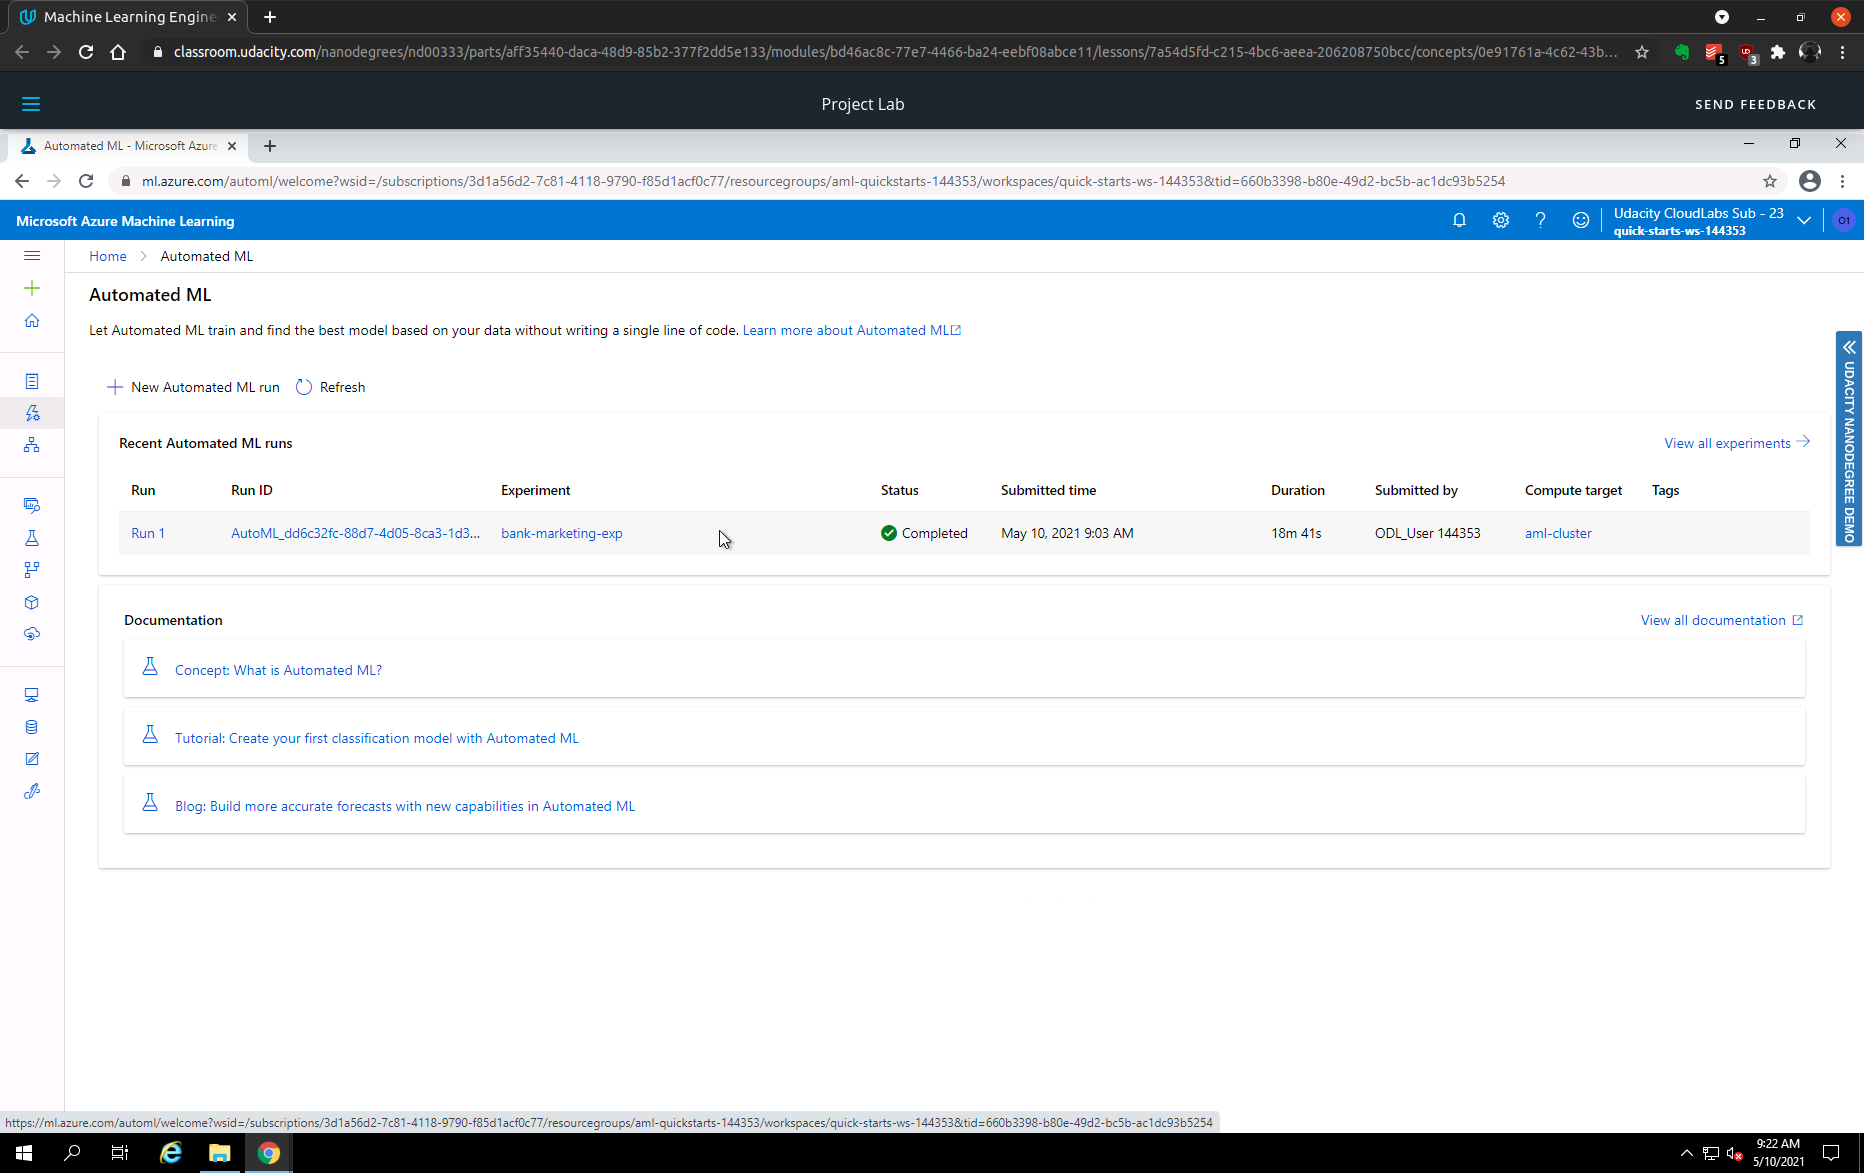 Machine Learning Engine
classroom.udacity.com/nanodegrees/nd00333/parts/aff35440-daca-48d9-85b2-377f2dd5e133/modules/bd46ac8c-77e7-4466-ba24-eebf08abce11/lessons/7a54d5fd-c215-4bc6-aeea-206208750bcc/concepts/0e91761a-4c62-43b...
5
3
Project Lab
SEND FEEDBACK
Automated ML - Microsoft Azure
ml.azure.com/automl/welcome?wsid=/subscriptions/3d1a56d2-7c81-4118-9790-f85d1acf0c77/resourcegroups/aml-quickstarts-144353/workspaces/quick-starts-ws-144353&tid=660b3398-b80e-49d2-bc5b-ac1dc93b5254
Microsoft Azure Machine Learning
Udacity CloudLabs Sub - 23
quick-starts-ws-144353
O1
Home > Automated ML
Automated ML
Let Automated ML train and find the best model based on your data without writing a single line of code. Learn more about Automated ML
New Automated ML run Refresh
UDACITY NANODEGREE DEMO
Recent Automated ML runs View all experiments
Run Run ID Experiment Status Submitted time Duration Submitted by Compute target Tags
Run 1 AutoML_dd6c32fc-88d7-4d05-8ca3-1d3... bank-marketing-exp Completed May 10, 2021 9:03 AM 18m 41s ODL_User 144353 aml-cluster
Documentation View all documentation
Concept: What is Automated ML?
Tutorial: Create your first classification model with Automated ML
Blog: Build more accurate forecasts with new capabilities in Automated ML
https://ml.azure.com/automl/welcome?wsid=/subscriptions/3d1a56d2-7c81-4118-9790-f85d1acf0c77/resourcegroups/aml-quickstarts-144353/workspaces/quick-starts-ws-144353&tid=660b3398-b80e-49d2-bc5b-ac1dc93b5254
9:22 AM
5/10/2021